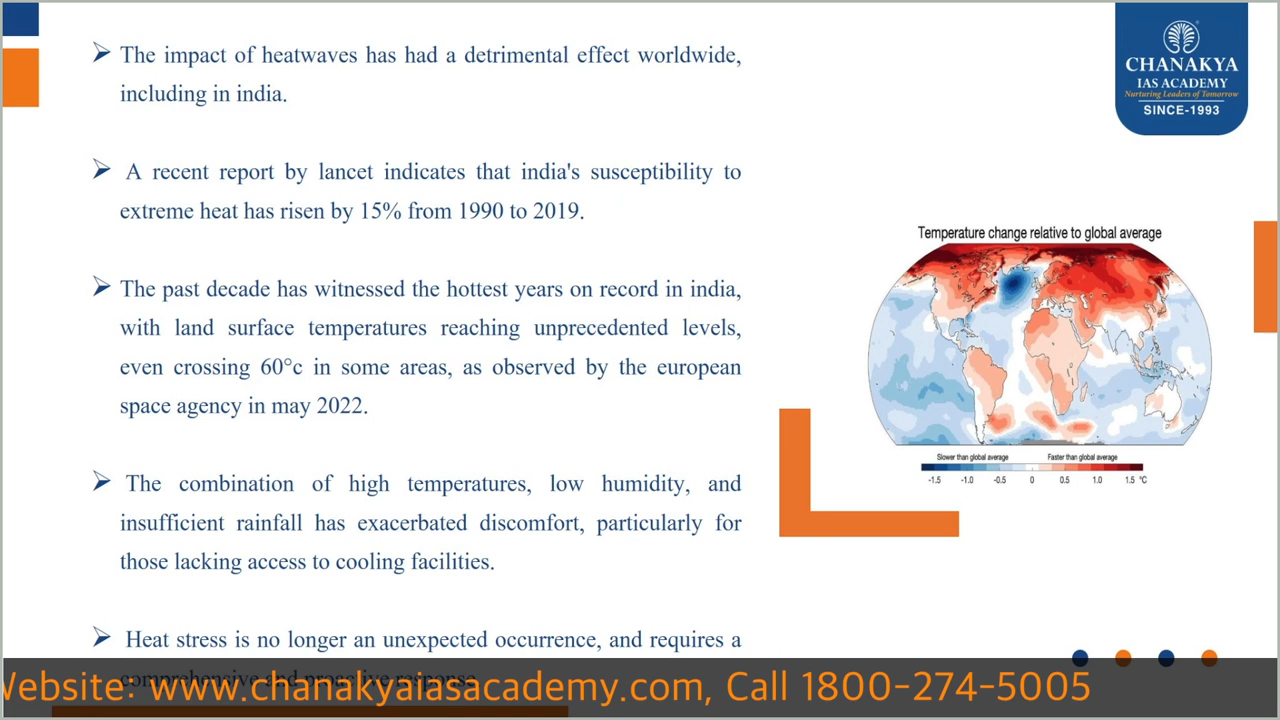 The impact of heatwaves has had a detrimental effect worldwide,
including in india.
A recent report by lancet indicates that india's susceptibility to
extreme heat has risen by 15% from 1990 to 2019.
The past decade has witnessed the hottest years on record in india,
with land surface temperatures reaching unprecedented levels,
even crossing 60°c in some areas, as observed by the european
space agency in may 2022.
The combination of high temperatures, low humidity, and
insufficient rainfall has exacerbated discomfort, particularly for
those lacking access to cooling facilities.
Heat stress is no longer an unexpected occurrence, and requires a
comprehensive and proactive response.
CHANAKYA
IAS ACADEMY
Nurturing Leaders of Tomorrow
SINCE-1993
Temperature change relative to global average
Slower than global average Faster than global average
-1.5 -1.0 -0.5 0 0.5 1.0 1.5 °C
Website: www.chanakyaiasacademy.com, Call 1800-274-5005